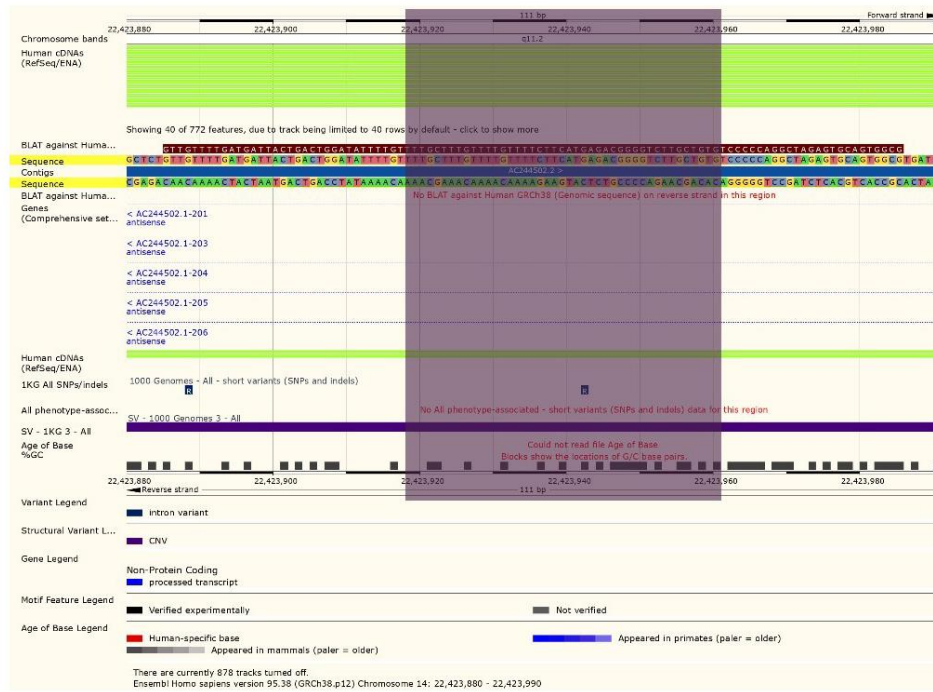 111 bp
Forward strand
22,423,880 22,423,900 22,423,920 22,423,940 22,423,960 22,423,980
Chromosome bands
q11.2
Human cDNAs
(RefSeq/ENA)
Showing 40 of 772 features, due to track being limited to 40 rows by default - click to show more
BLAT against Huma...
Sequence
Contigs
AC244502.2 >
Sequence
BLAT against Huma...
No BLAT against Human GRCh38 (Genomic sequence) on reverse strand in this region
Genes
(Comprehensive set...
< AC244502.1-201
antisense
< AC244502.1-203
antisense
< AC244502.1-204
antisense
< AC244502.1-205
antisense
< AC244502.1-206
antisense
Human cDNAs
(RefSeq/ENA)
1KG All SNPs/indels
1000 Genomes - All - short variants (SNPs and indels)
R
All phenotype-assoc...
No All phenotype-associated - short variants (SNPs and indels) data for this region
SV - 1000 Genomes 3 - All
SV - 1KG 3 - All
Age of Base
Could not read file Age of Base
%GC
Blocks show the locations of G/C base pairs.
22,423,880 22,423,900 22,423,920 22,423,940 22,423,960 22,423,980
Reverse strand
111 bp
Variant Legend
intron variant
Structural Variant L...
CNV
Gene Legend
Non-Protein Coding
processed transcript
Motif Feature Legend
Verified experimentally
Not verified
Age of Base Legend
Human-specific base
Appeared in primates (paler = older)
Appeared in mammals (paler = older)
There are currently 878 tracks turned off.
Ensembl Homo sapiens version 95.38 (GRCh38.p12) Chromosome 14: 22,423,880 - 22,423,990